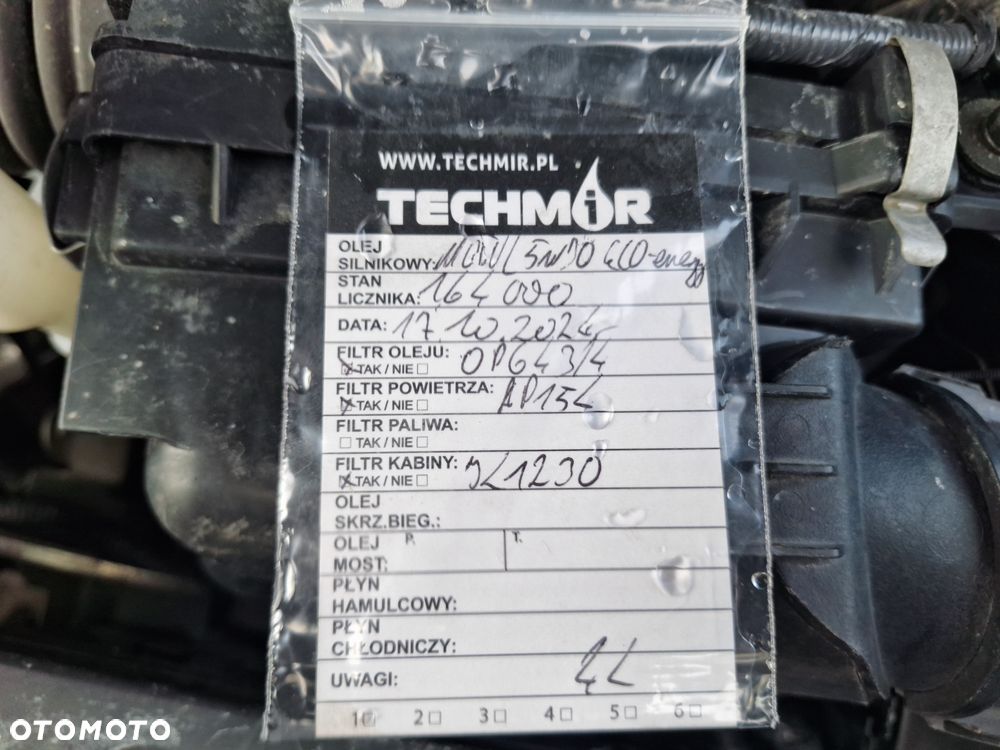 WWW.TECHMIR.PL
TECHMiR
OLEJ
SILNIKOWY: MOTUL 5W30 ECO-energy
STAN
LICZNIKA: 164 000
DATA: 17.10.2024
FILTR OLEJU: OP643/4
TAK / NIE
FILTR POWIETRZA: AP154
TAK / NIE
FILTR PALIWA:
TAK / NIE
FILTR KABINY: K1230
TAK / NIE
OLEJ
SKRZ.BIEG.:
OLEJ P. T.
MOST:
PŁYN
HAMULCOWY:
PŁYN
CHŁODNICZY:
UWAGI: 4L
1 2 3 4 5 6
OTOMOTO